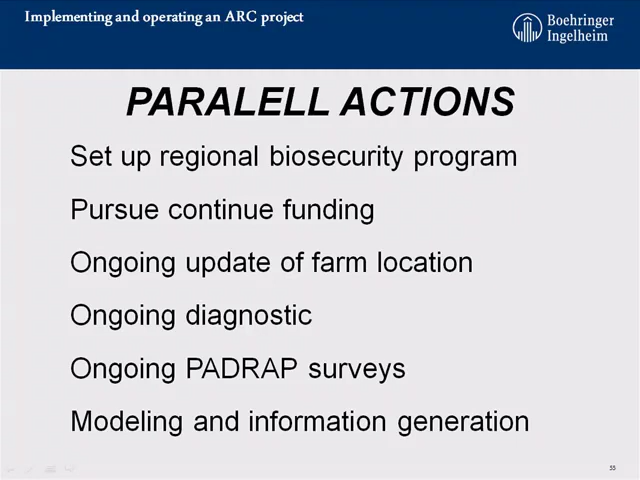 Implementing and operating an ARC project
Boehringer
Ingelheim
PARALELL ACTIONS
Set up regional biosecurity program
Pursue continue funding
Ongoing update of farm location
Ongoing diagnostic
Ongoing PADRAP surveys
Modeling and information generation
55